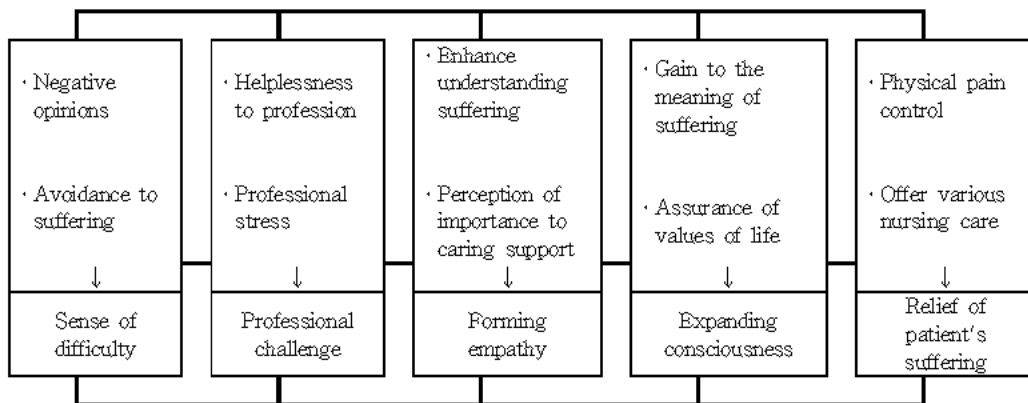 · Negative
opinions
· Avoidance to
suffering
↓
Sense of
difficulty
· Helplessness
to profession
· Professional
stress
↓
Professional
challenge
· Enhance
understanding
suffering
· Perception of
importance to
caring support
↓
Forming
empathy
· Gain to the
meaning of
suffering
· Assurance of
values of life
↓
Expanding
consciousness
· Physical pain
control
· Offer various
nursing care
↓
Relief of
patient's
suffering